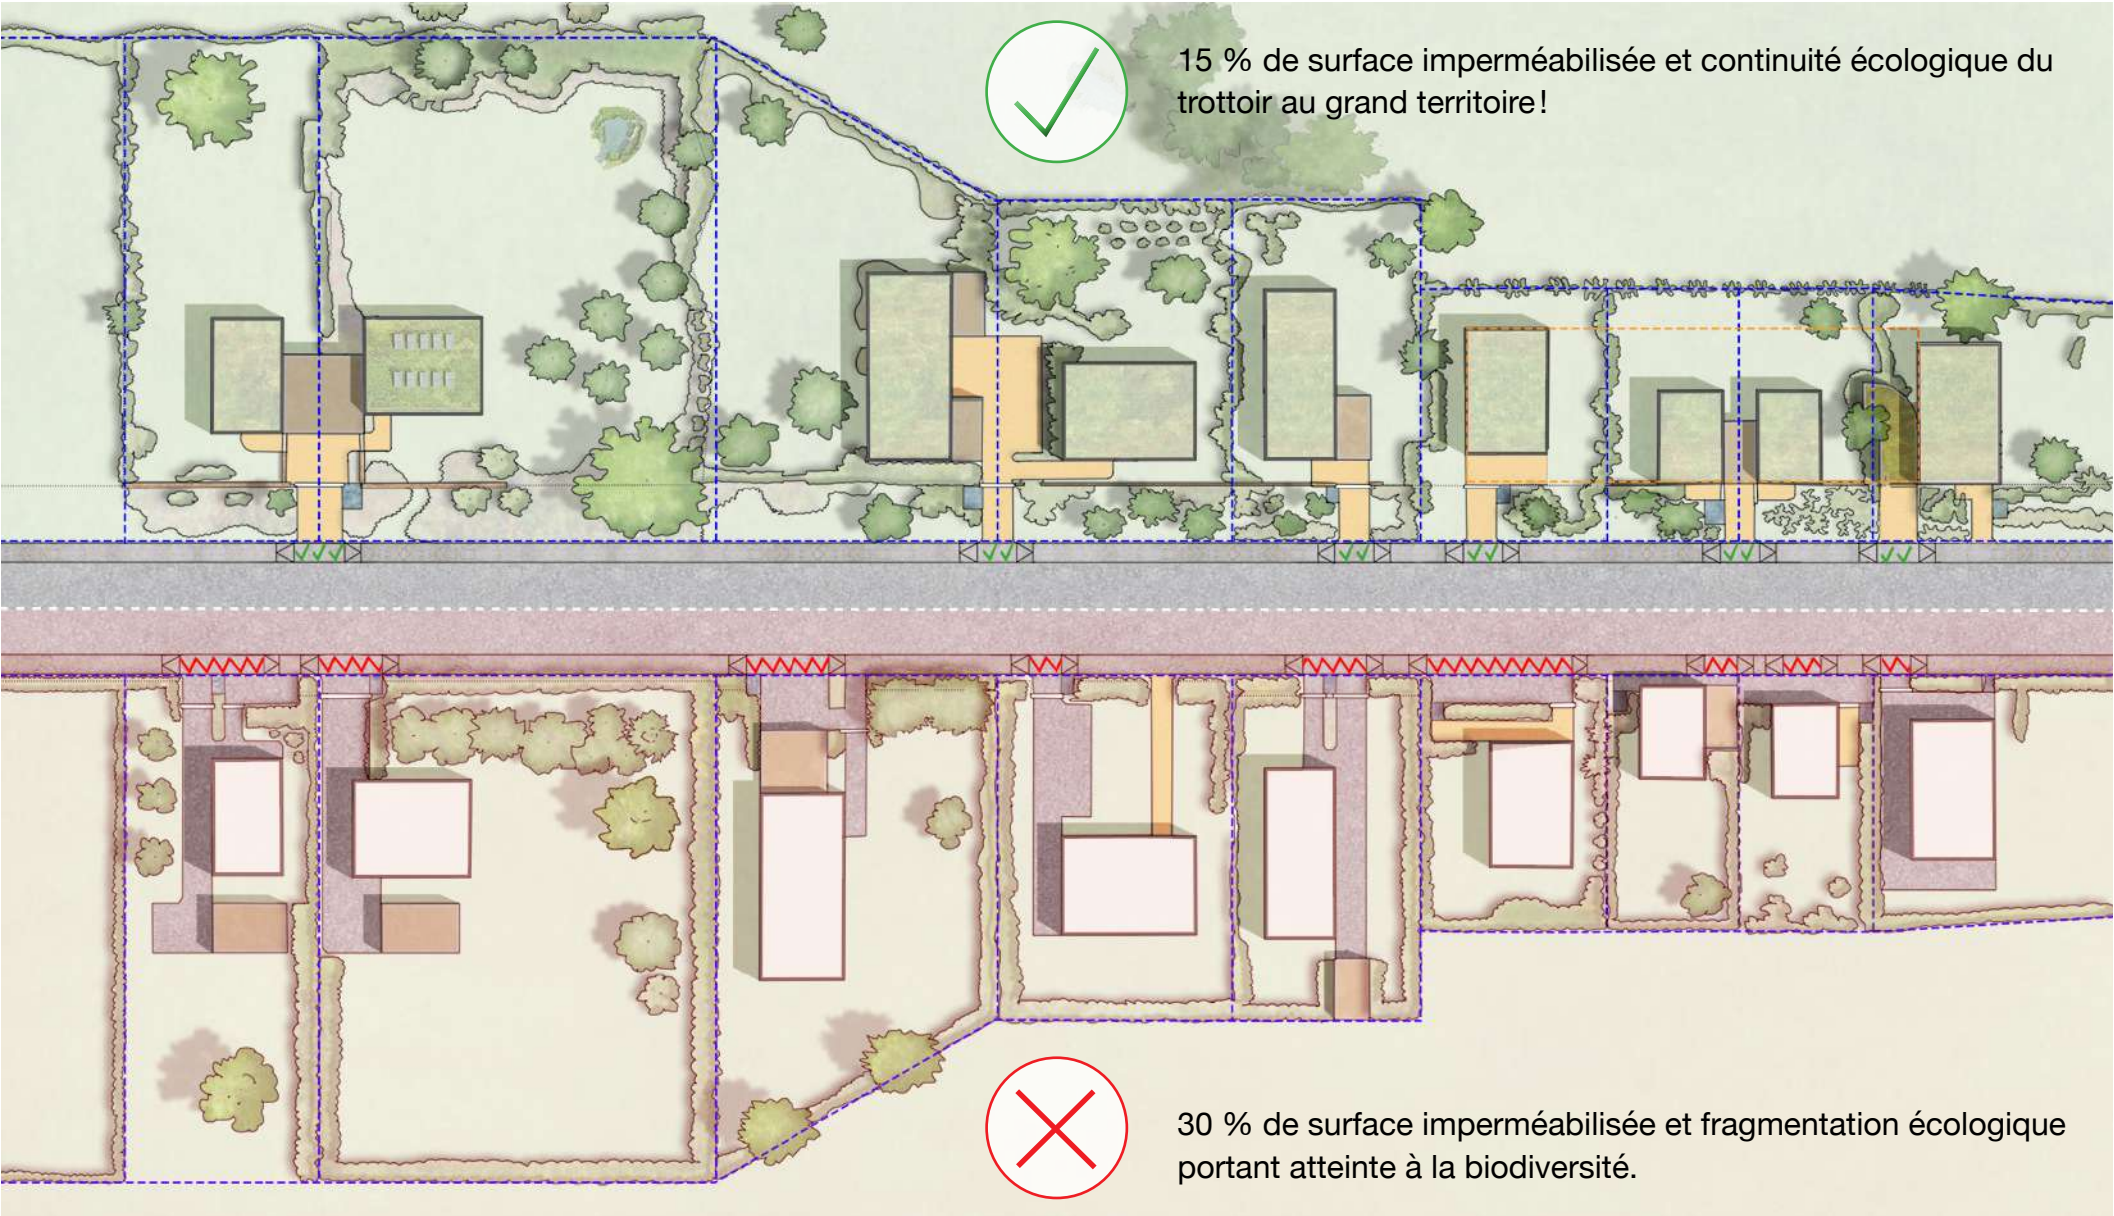 15 % de surface imperméabilisée et continuité écologique du
trottoir au grand territoire !
30 % de surface imperméabilisée et fragmentation écologique
portant atteinte à la biodiversité.